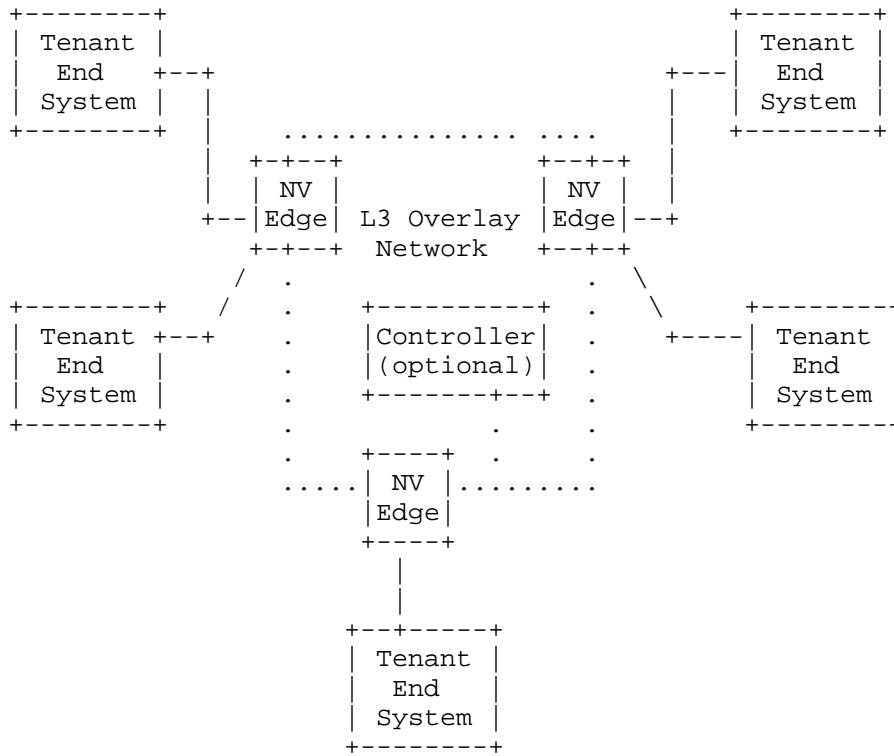 Tenant
End
System
Tenant
End
System
NV
Edge
L3 Overlay
Network
NV
Edge
Tenant
End
System
Controller
(optional)
Tenant
End
System
NV
Edge
Tenant
End
System